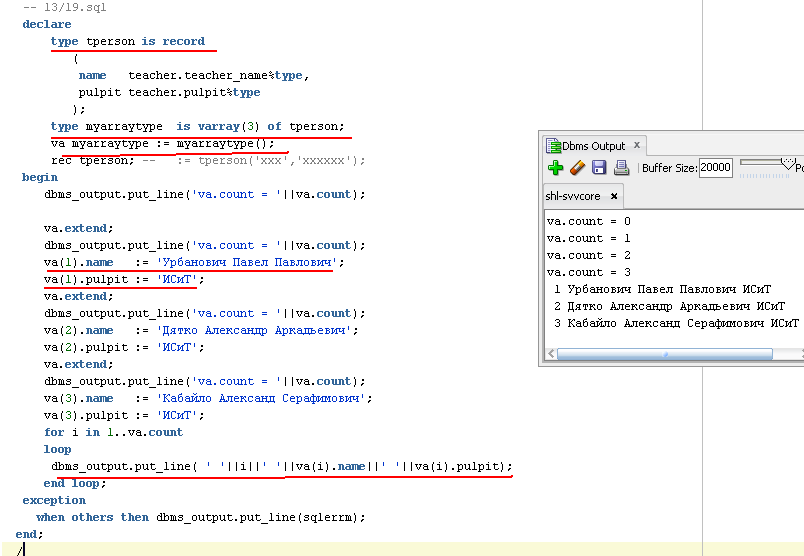 -- 13/19.sql
declare
type tperson is record
(
name teacher.teacher_name%type,
pulpit teacher.pulpit%type
);
type myarraytype is varray(3) of tperson;
va myarraytype := myarraytype();
rec tperson; -- := tperson('xxx','xxxxxx');
begin
dbms_output.put_line('va.count = '||va.count);
va.extend;
dbms_output.put_line('va.count = '||va.count);
va(1).name := 'Урбанович Павел Павлович';
va(1).pulpit := 'ИСиТ';
va.extend;
dbms_output.put_line('va.count = '||va.count);
va(2).name := 'Дятко Александр Аркадьевич';
va(2).pulpit := 'ИСиТ';
va.extend;
dbms_output.put_line('va.count = '||va.count);
va(3).name := 'Кабайло Александ Серафимович';
va(3).pulpit := 'ИСиТ';
for i in 1..va.count
loop
dbms_output.put_line( ' '||i||' '||va(i).name||' '||va(i).pulpit);
end loop;
exception
when others then dbms_output.put_line(sqlerrm);
end;
/
Dbms Output
Buffer Size: 20000
shl-svvcore
va.count = 0
va.count = 1
va.count = 2
va.count = 3
1 Урбанович Павел Павлович ИСиТ
2 Дятко Александр Аркадьевич ИСиТ
3 Кабайло Александ Серафимович ИСиТ